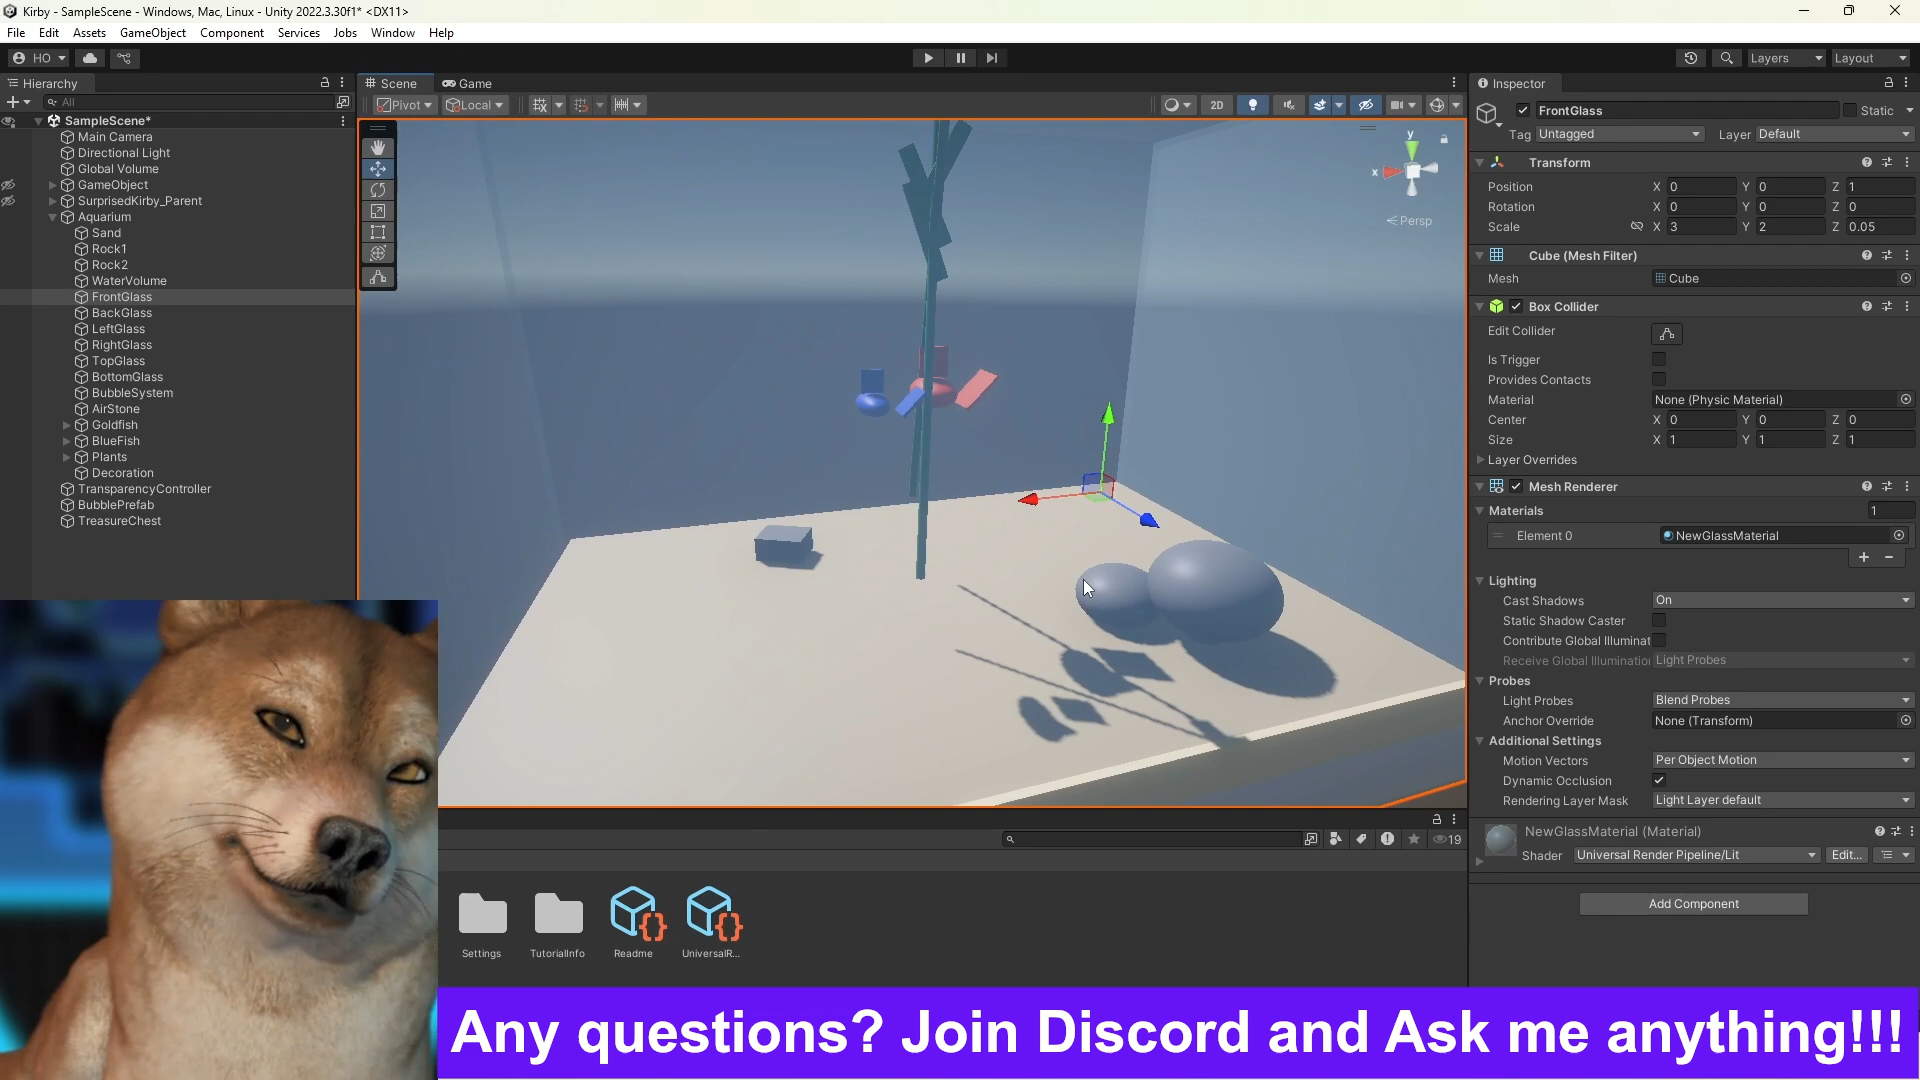 Kirby - SampleScene - Windows, Mac, Linux - Unity 2022.3.30f1* <DX11>
File Edit Assets GameObject Component Services Jobs Window Help
HO
Layers
Layout
Hierarchy
All
SampleScene*
Main Camera
Directional Light
Global Volume
GameObject
SurprisedKirby_Parent
Aquarium
Sand
Rock1
Rock2
WaterVolume
FrontGlass
BackGlass
LeftGlass
RightGlass
TopGlass
BottomGlass
BubbleSystem
AirStone
Goldfish
BlueFish
Plants
Decoration
TransparencyController
BubblePrefab
TreasureChest
Scene Game
Pivot Local 2D
y
x
Persp
19
Settings TutorialInfo Readme UniversalR...
Inspector
FrontGlass Static
Tag Untagged Layer Default
Transform
Position X 0 Y 0 Z 1
Rotation X 0 Y 0 Z 0
Scale X 3 Y 2 Z 0.05
Cube (Mesh Filter)
Mesh Cube
Box Collider
Edit Collider
Is Trigger
Provides Contacts
Material None (Physic Material)
Center X 0 Y 0 Z 0
Size X 1 Y 1 Z 1
Layer Overrides
Mesh Renderer
Materials 1
Element 0 NewGlassMaterial
Lighting
Cast Shadows On
Static Shadow Caster
Contribute Global Illuminat
Receive Global Illumination Light Probes
Probes
Light Probes Blend Probes
Anchor Override None (Transform)
Additional Settings
Motion Vectors Per Object Motion
Dynamic Occlusion
Rendering Layer Mask Light Layer default
NewGlassMaterial (Material)
Shader Universal Render Pipeline/Lit Edit...
Add Component
Any questions? Join Discord and Ask me anything!!!